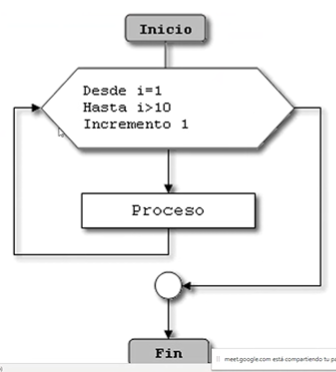 Inicio
Desde i=1
Hasta i>10
Incremento 1
Proceso
Fin
meet.google.com está compartiendo tu